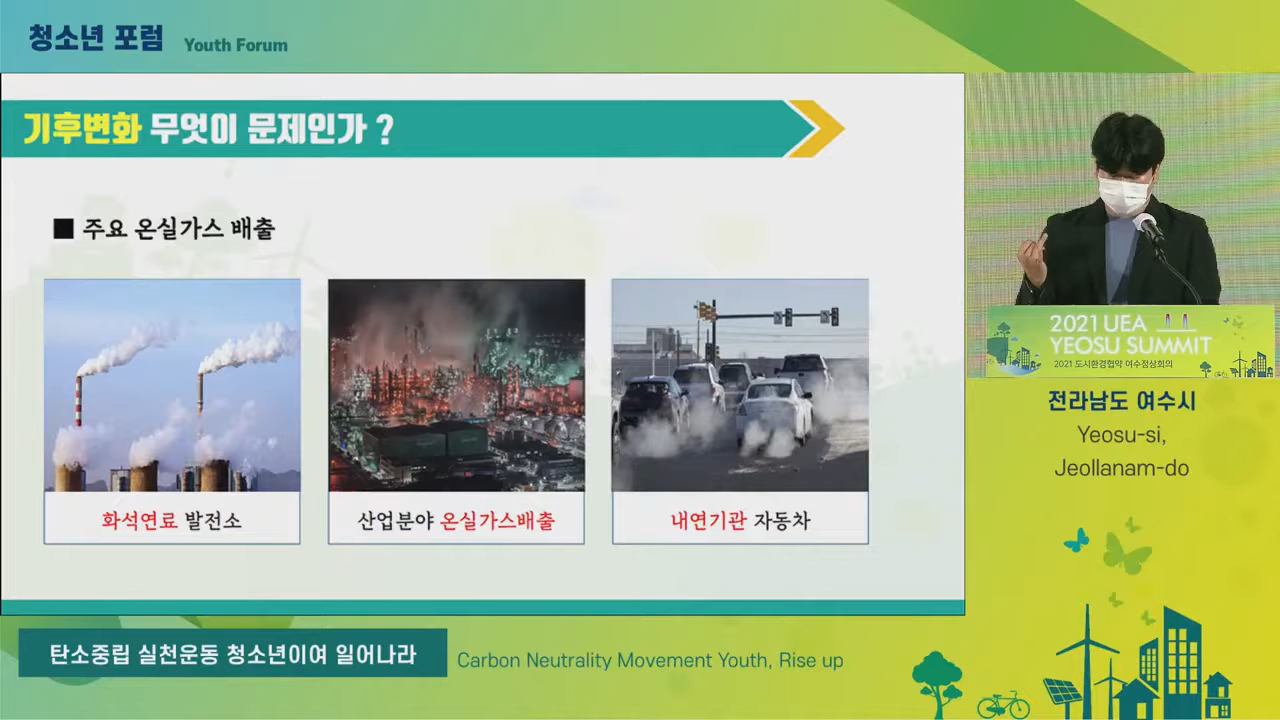 청소년 포럼 Youth Forum
기후변화 무엇이 문제인가 ?
■ 주요 온실가스 배출
화석연료 발전소
산업분야 온실가스배출
내연기관 자동차
2021 UEA
YEOSU SUMMIT
2021 도시환경협약 여수정상회의
전라남도 여수시
Yeosu-si,
Jeollanam-do
탄소중립 실천운동 청소년이여 일어나라
Carbon Neutrality Movement Youth, Rise up